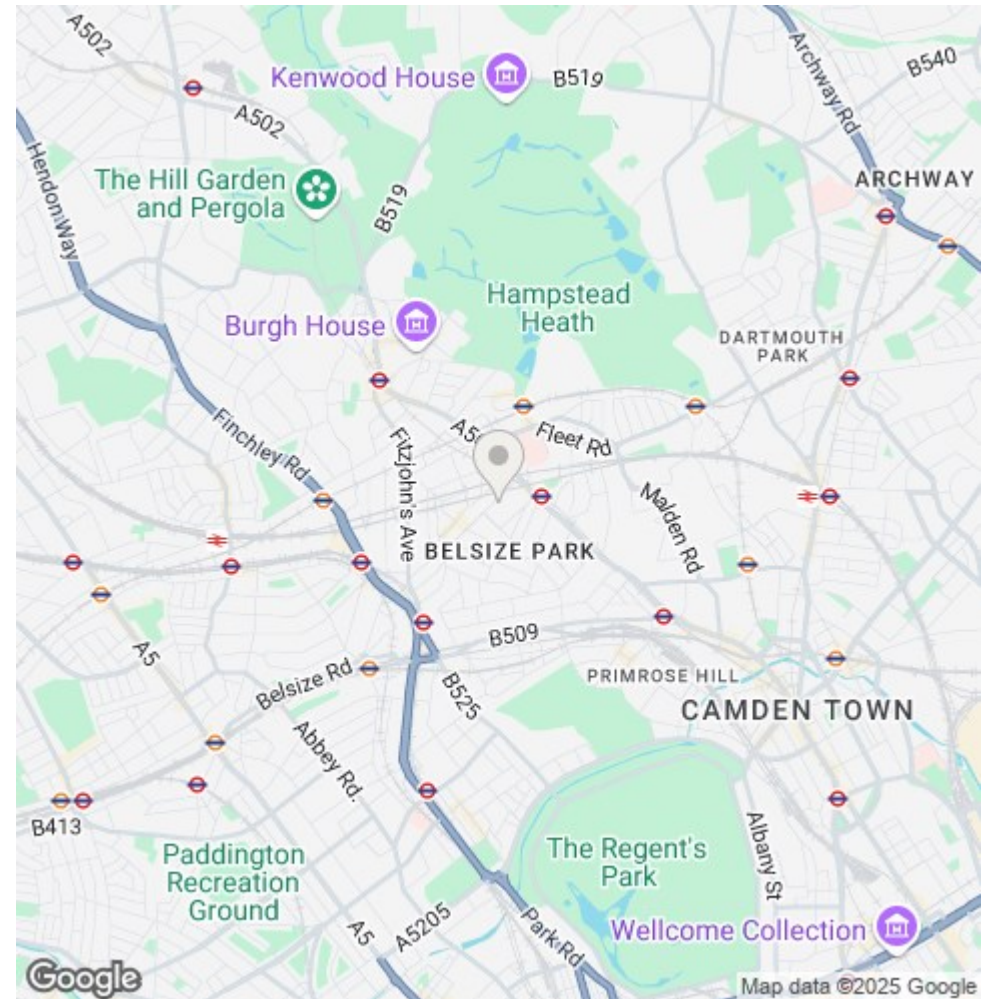 A502
Kenwood House
B519
B540
Archway Rd
A502
Hendon Way
The Hill Garden
and Pergola
B519
ARCHWAY
Hampstead
Heath
Burgh House
DARTMOUTH
PARK
Finchley Rd
Fitzjohn's Ave
Fleet Rd
Malden Rd
BELSIZE PARK
B509
A5
Belsize Rd
B525
PRIMROSE HILL
CAMDEN TOWN
Abbey Rd.
B413
Paddington
Recreation
Ground
The Regent's
Park
Albany St
A5
A5205
Park Rd
Wellcome Collection
Google
Map data ©2025 Google